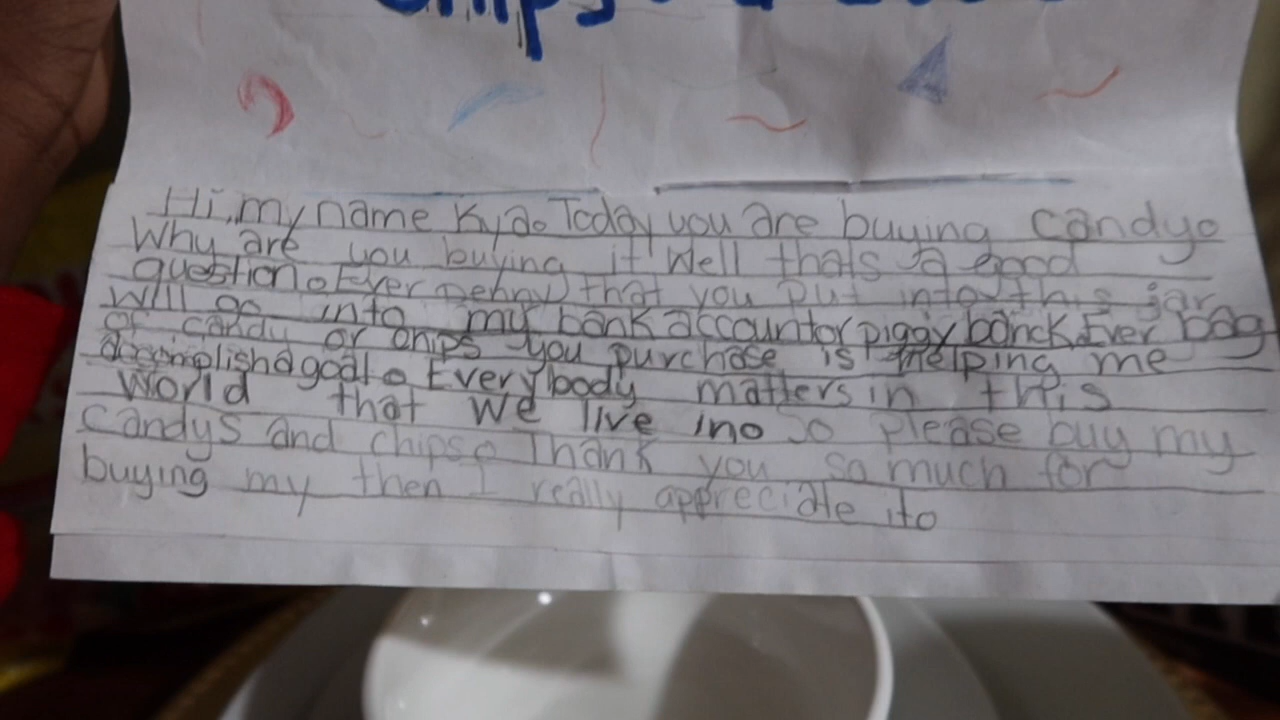 Chips
Hi, my name Kya. Today you are buying candy.
Why are you buying it Well thats a good
question. Ever penny that you put into this jar
will go into my bank account or piggy banck. Ever bag
of candy or chips you purchase is helping me
accomplish a goal. Everybody matters in this
world that we live in. So please buy my
candys and chips. Thank you so much for
buying my then I really appreciate it.